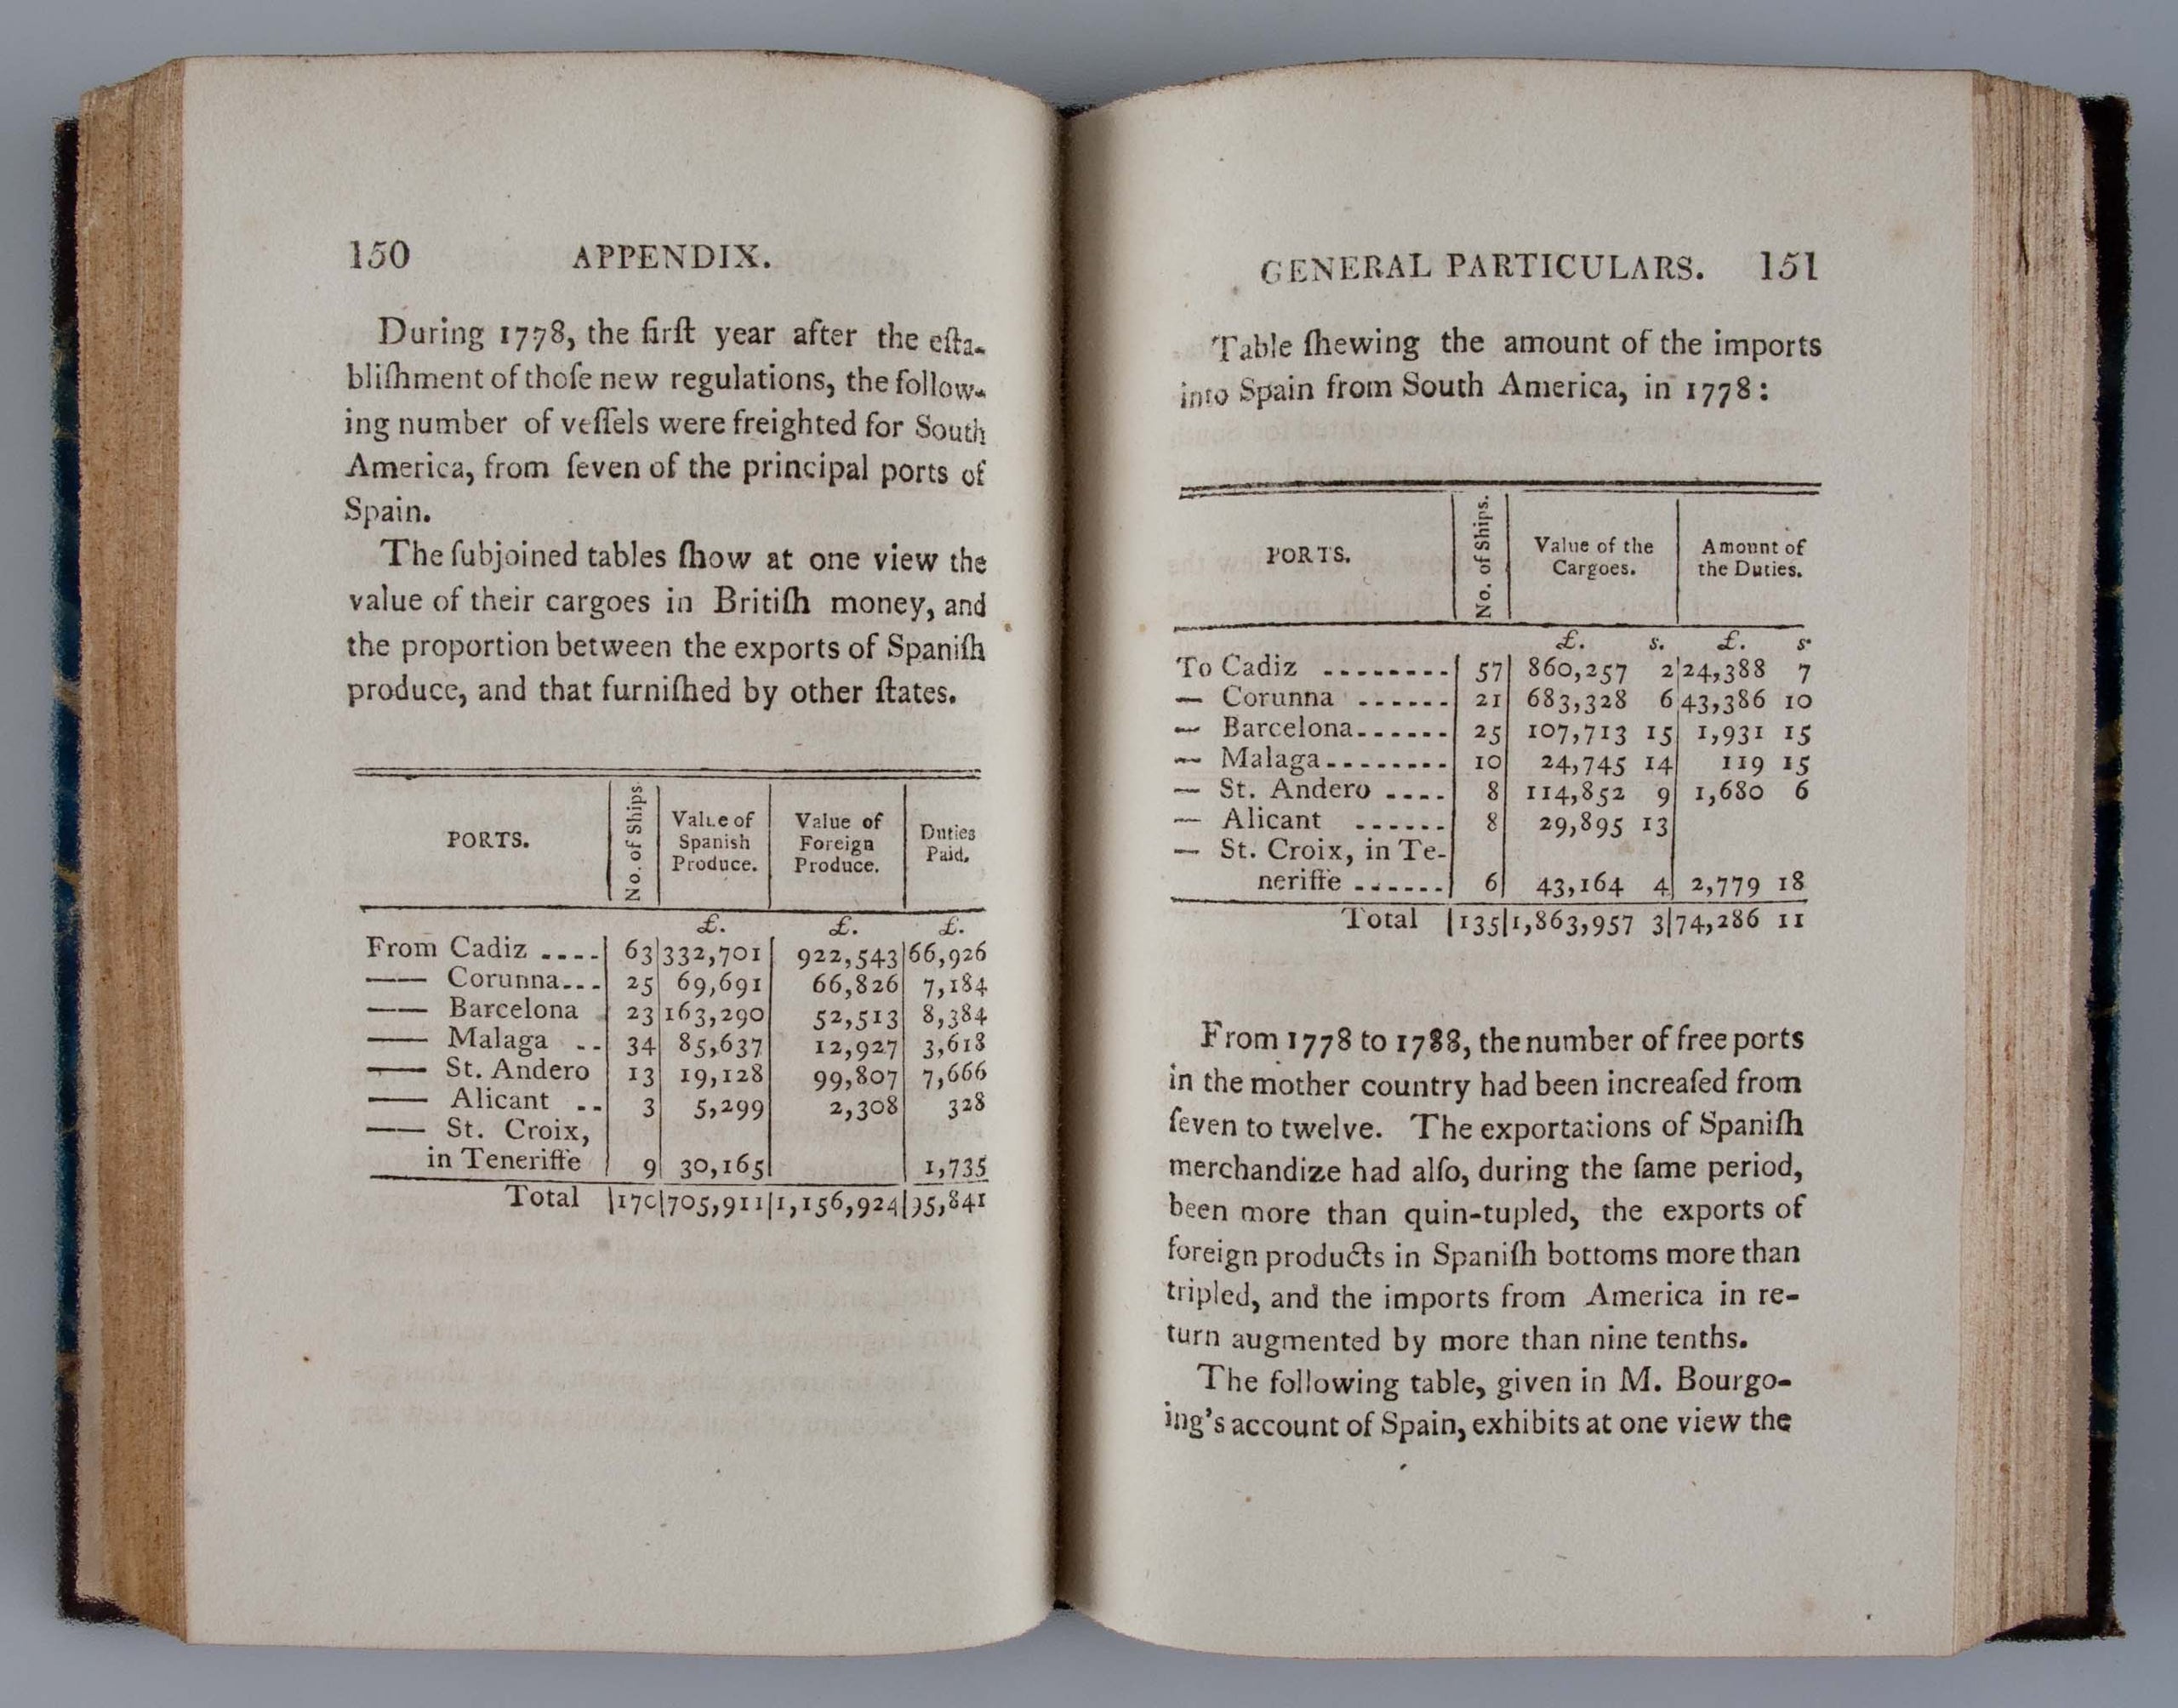 150 APPENDIX.
During 1778, the firſt year after the eſta-
bliſhment of thoſe new regulations, the follow-
ing number of veſſels were freighted for South
America, from ſeven of the principal ports of
Spain.
The ſubjoined tables ſhow at one view the
value of their cargoes in Britiſh money, and
the proportion between the exports of Spaniſh
produce, and that furniſhed by other ſtates.
PORTS. No. of Ships. Value of Spanish Produce. Value of Foreign Produce. Duties Paid.
£. £. £.
From Cadiz ---- 63 332,701 922,543 66,926
—— Corunna--- 25 69,691 66,826 7,184
—— Barcelona 23 163,290 52,513 8,384
—— Malaga -- 34 85,637 12,927 3,618
—— St. Andero 13 19,128 99,807 7,666
—— Alicant -- 3 5,299 2,308 328
—— St. Croix,
in Teneriffe 9 30,165 1,735
Total 170 705,911 1,156,924 95,841
GENERAL PARTICULARS. 151
Table ſhewing the amount of the imports
into Spain from South America, in 1778:
PORTS. No. of Ships. Value of the Cargoes. Amount of the Duties.
£. s. £. s.
To Cadiz -------- 57 860,257 2 24,388 7
— Corunna ------ 21 683,328 6 43,386 10
— Barcelona------ 25 107,713 15 1,931 15
— Malaga-------- 10 24,745 14 119 15
— St. Andero ---- 8 114,852 9 1,680 6
— Alicant ------ 8 29,895 13
— St. Croix, in Te-
neriffe ------ 6 43,164 4 2,779 18
Total 135 1,863,957 3 74,286 11
From 1778 to 1788, the number of free ports
in the mother country had been increaſed from
ſeven to twelve. The exportations of Spaniſh
merchandize had alſo, during the ſame period,
been more than quin-tupled, the exports of
foreign products in Spaniſh bottoms more than
tripled, and the imports from America in re-
turn augmented by more than nine tenths.
The following table, given in M. Bourgo-
ing's account of Spain, exhibits at one view the